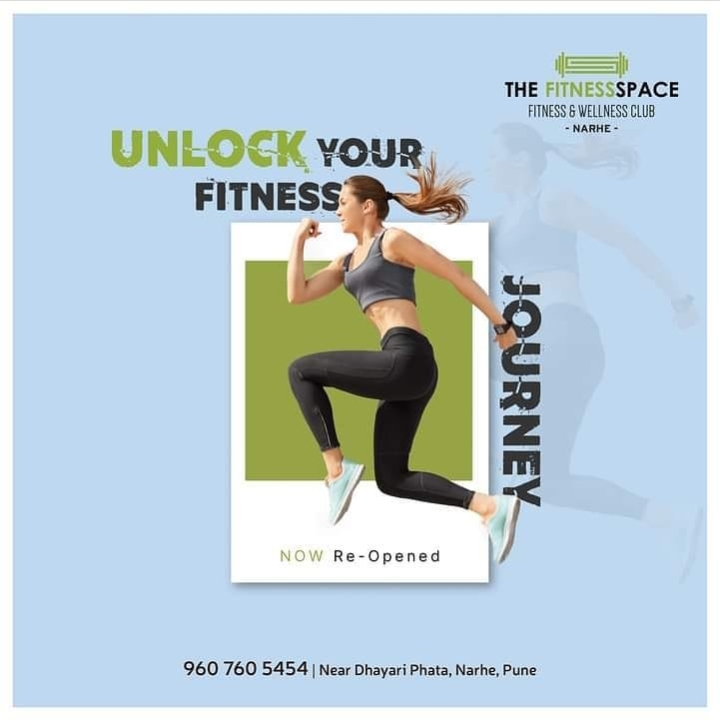 THE FITNESSSPACE
FITNESS & WELLNESS CLUB
- NARHE -
UNLOCK YOUR
FITNESS
JOURNEY
NOW Re-Opened
960 760 5454 | Near Dhayari Phata, Narhe, Pune